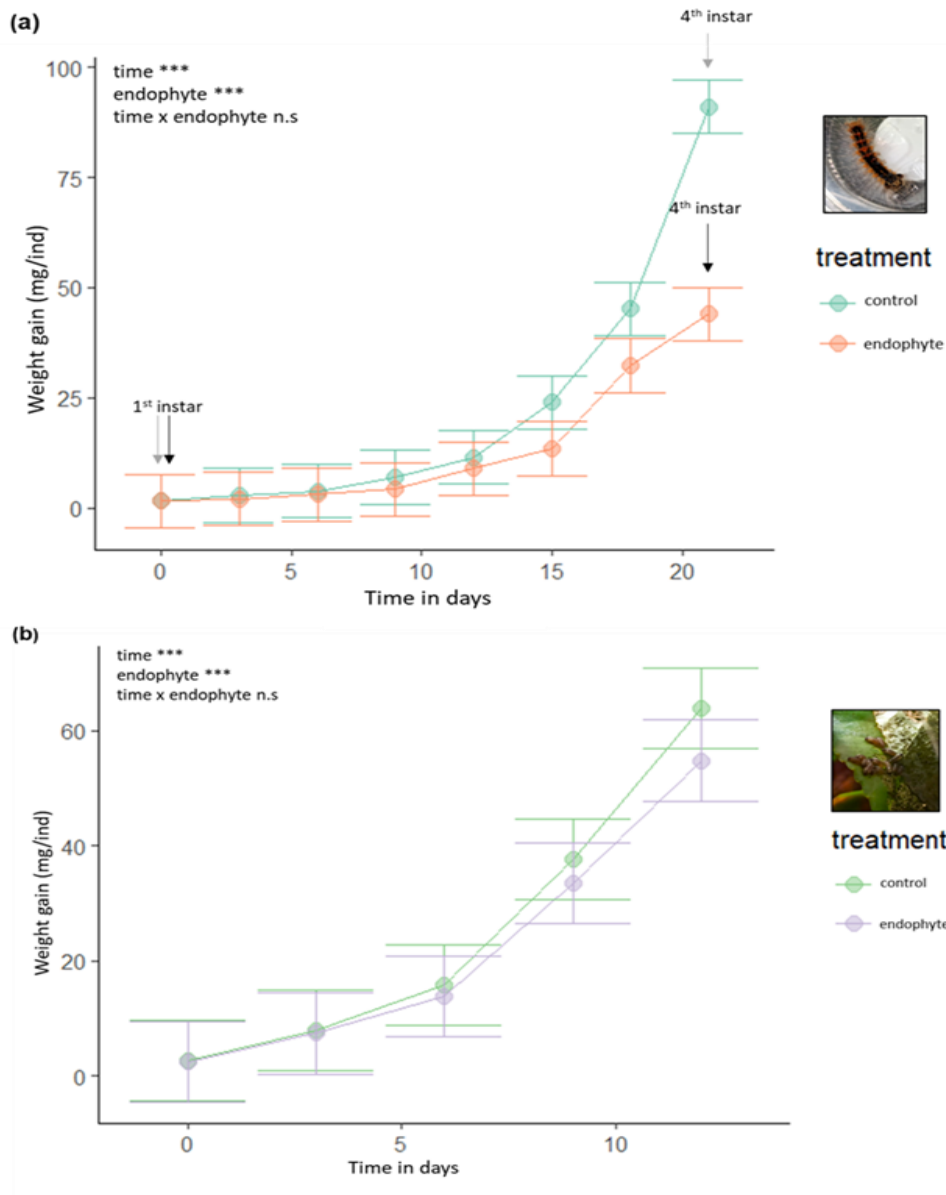 (a)
4th instar
time ***
endophyte ***
time x endophyte n.s
100
75
50
25
0
Weight gain (mg/ind)
4th instar
1st instar
0 5 10 15 20
Time in days
treatment
control
endophyte
(b)
time ***
endophyte ***
time x endophyte n.s
60
40
20
0
Weight gain (mg/ind)
0 5 10
Time in days
treatment
control
endophyte